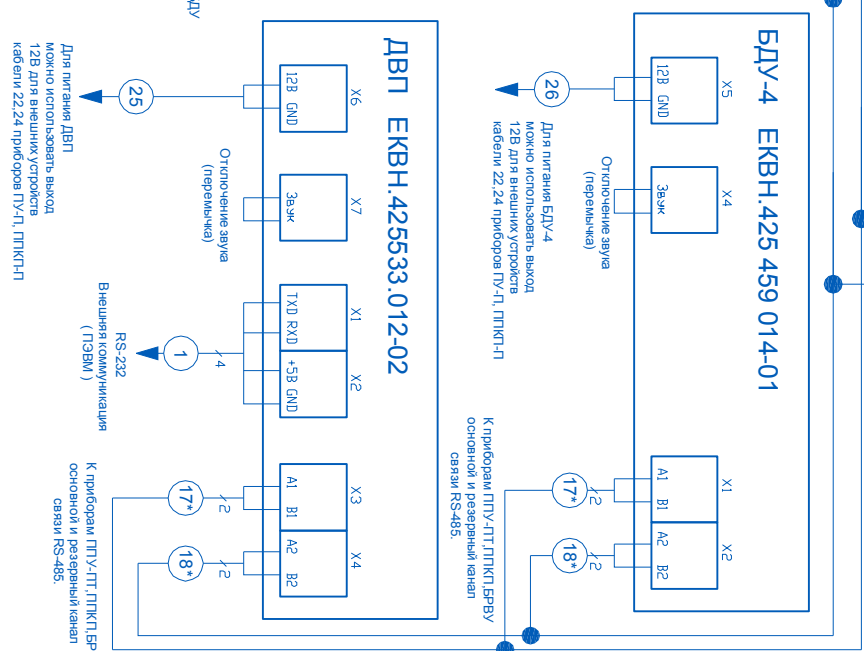 БДУ-4 ЕКВН.425 459 014-01
X5
12В GND
X4
Звук
X1
A1 B1
X2
A2 B2
26
Для питания БДУ-4
можно использовать выход
12В для внешних устройств
кабели 22,24 приборов ПУ-П, ППКП-П
Отключение звука
(перемычка)
17*
2
18*
2
К приборам ППУ-ПТ,ППКП,БРВУ
основной и резервный канал
связи RS-485.
ДВП ЕКВН.425533.012-02
X6
12В GND
X7
Звук
X1
TXD RXD
X2
+5В GND
X3
A1 B1
X4
A2 B2
25
Для питания ДВП
можно использовать выход
12В для внешних устройств
кабели 22,24 приборов ПУ-П, ППКП-П
Отключение звука
(перемычка)
1
4
RS-232
Внешняя коммуникация
( ПЭВМ )
17*
2
18*
2
К приборам ППУ-ПТ,ППКП,БР
основной и резервный канал
связи RS-485.
ДУ